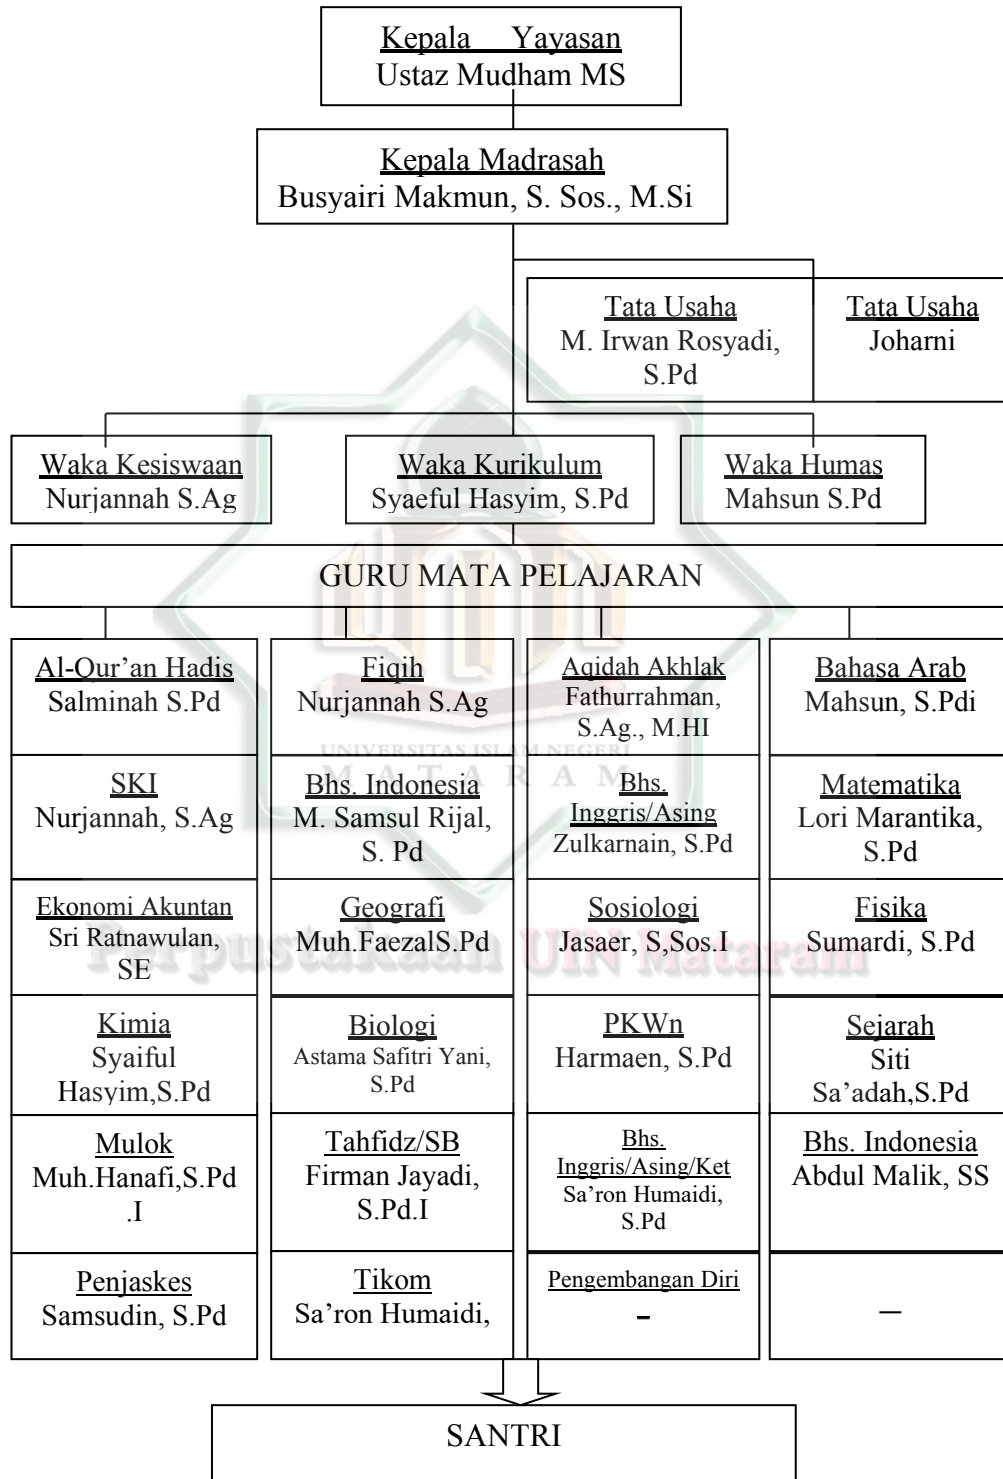 Kepala Yayasan
Ustaz Mudham MS
Kepala Madrasah
Busyairi Makmun, S. Sos., M.Si
Tata Usaha
M. Irwan Rosyadi,
S.Pd
Tata Usaha
Joharni
Waka Kesiswaan
Nurjannah S.Ag
Waka Kurikulum
Syaeful Hasyim, S.Pd
Waka Humas
Mahsun S.Pd
GURU MATA PELAJARAN
Al-Qur’an Hadis
Salminah S.Pd
Fiqih
Nurjannah S.Ag
Aqidah Akhlak
Fathurrahman,
S.Ag., M.HI
Bahasa Arab
Mahsun, S.Pdi
UNIVERSITAS ISLAM NEGERI
MATARAM
SKI
Nurjannah, S.Ag
Bhs. Indonesia
M. Samsul Rijal,
S. Pd
Bhs.
Inggris/Asing
Zulkarnain, S.Pd
Matematika
Lori Marantika,
S.Pd
Ekonomi Akuntan
Sri Ratnawulan,
SE
Geografi
Muh.FaezalS.Pd
Sosiologi
Jasaer, S,Sos.I
Fisika
Sumardi, S.Pd
Perpustakaan UIN Mataram
Kimia
Syaiful
Hasyim,S.Pd
Biologi
Astama Safitri Yani,
S.Pd
PKWn
Harmaen, S.Pd
Sejarah
Siti
Sa’adah,S.Pd
Mulok
Muh.Hanafi,S.Pd
.I
Tahfidz/SB
Firman Jayadi,
S.Pd.I
Bhs.
Inggris/Asing/Ket
Sa’ron Humaidi,
S.Pd
Bhs. Indonesia
Abdul Malik, SS
Penjaskes
Samsudin, S.Pd
Tikom
Sa’ron Humaidi,
Pengembangan Diri
-
–
SANTRI